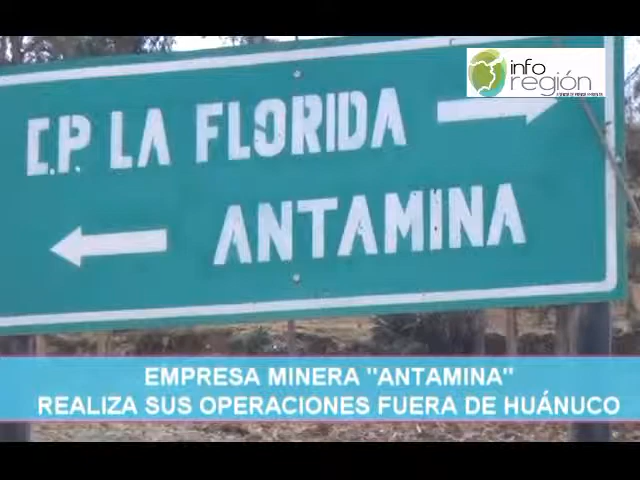 info
región
C.P. LA FLORIDA
ANTAMINA
EMPRESA MINERA "ANTAMINA"
REALIZA SUS OPERACIONES FUERA DE HUÁNUCO